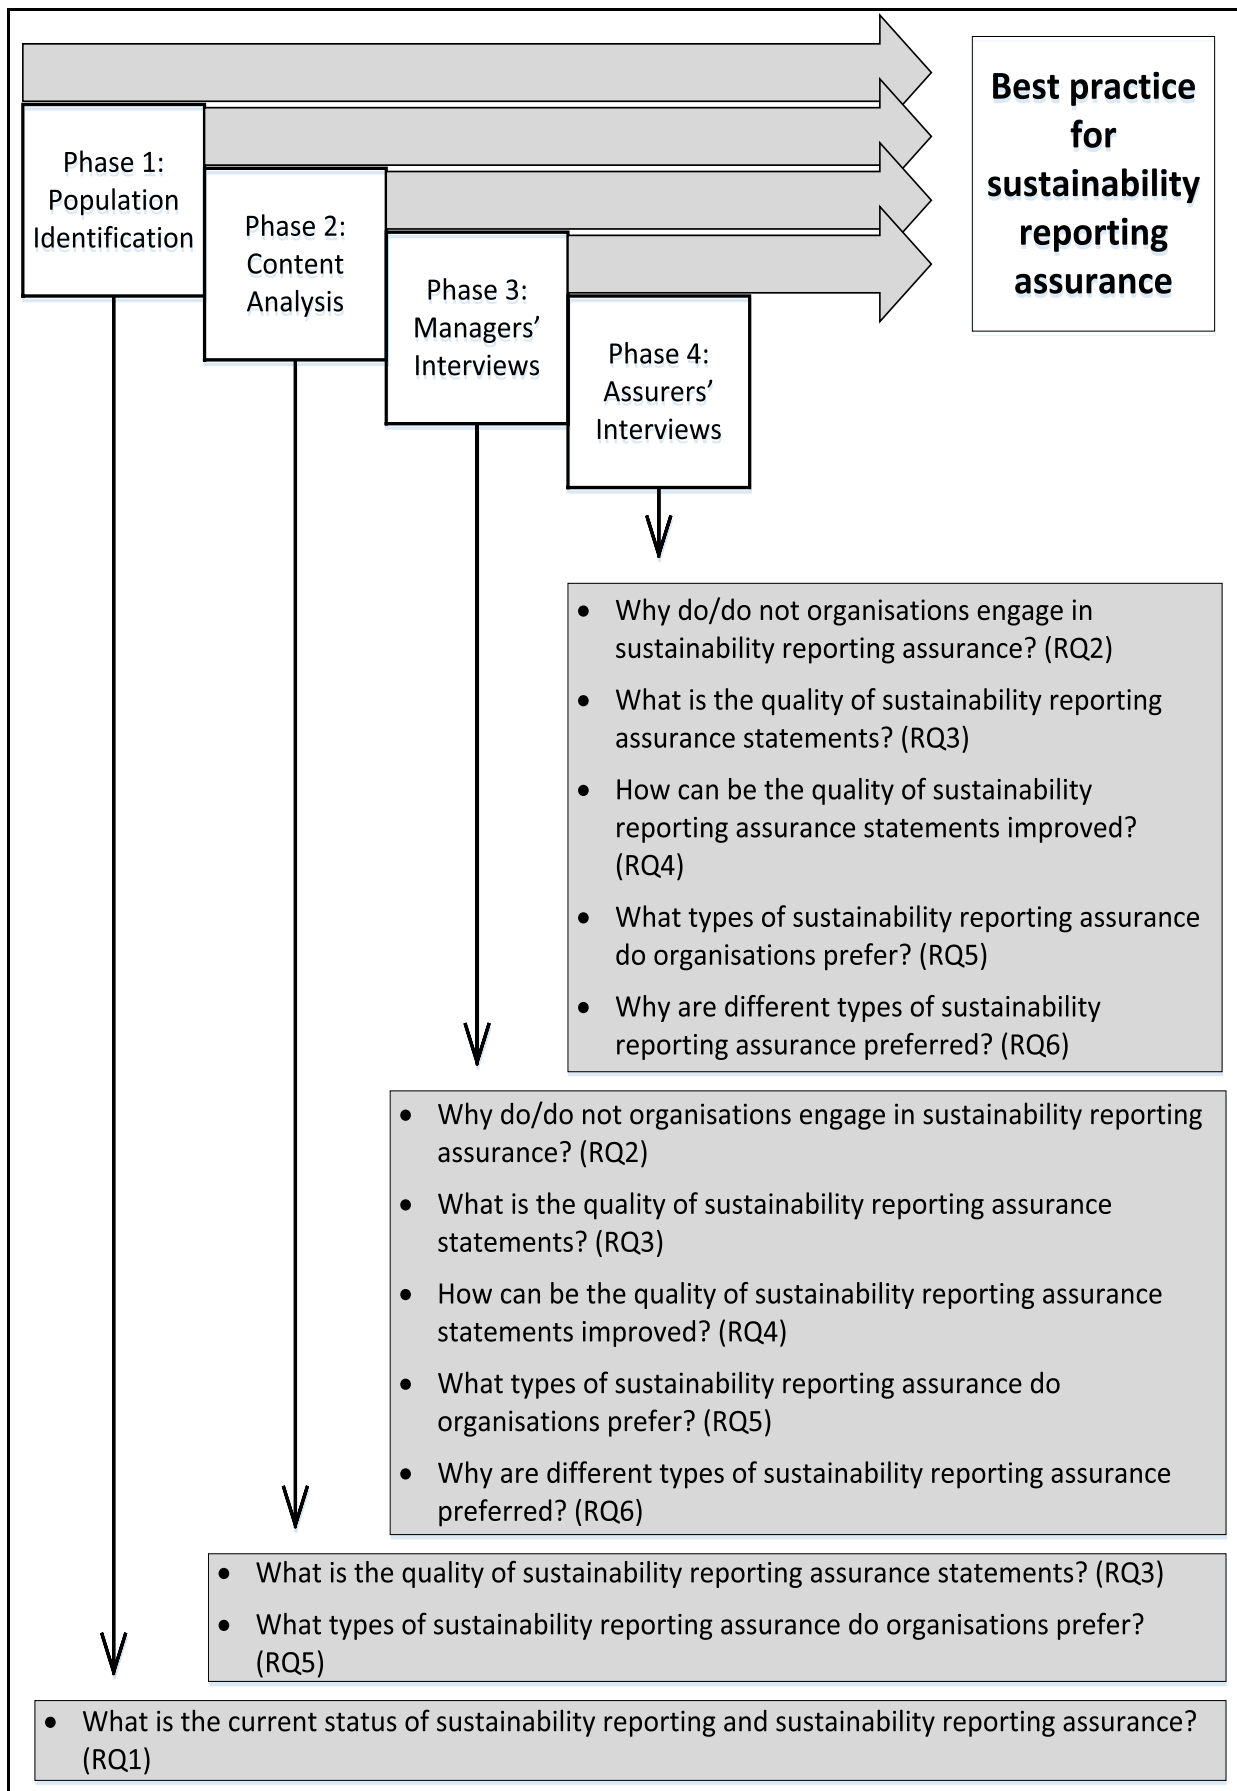 Best practice
for
sustainability
reporting
assurance
Phase 1:
Population
Identification
Phase 2:
Content
Analysis
Phase 3:
Managers’
Interviews
Phase 4:
Assurers’
Interviews
• Why do/do not organisations engage in
sustainability reporting assurance? (RQ2)
• What is the quality of sustainability reporting
assurance statements? (RQ3)
• How can be the quality of sustainability
reporting assurance statements improved?
(RQ4)
• What types of sustainability reporting assurance
do organisations prefer? (RQ5)
• Why are different types of sustainability
reporting assurance preferred? (RQ6)
• Why do/do not organisations engage in sustainability reporting
assurance? (RQ2)
• What is the quality of sustainability reporting assurance
statements? (RQ3)
• How can be the quality of sustainability reporting assurance
statements improved? (RQ4)
• What types of sustainability reporting assurance do
organisations prefer? (RQ5)
• Why are different types of sustainability reporting assurance
preferred? (RQ6)
• What is the quality of sustainability reporting assurance statements? (RQ3)
• What types of sustainability reporting assurance do organisations prefer?
(RQ5)
• What is the current status of sustainability reporting and sustainability reporting assurance?
(RQ1)